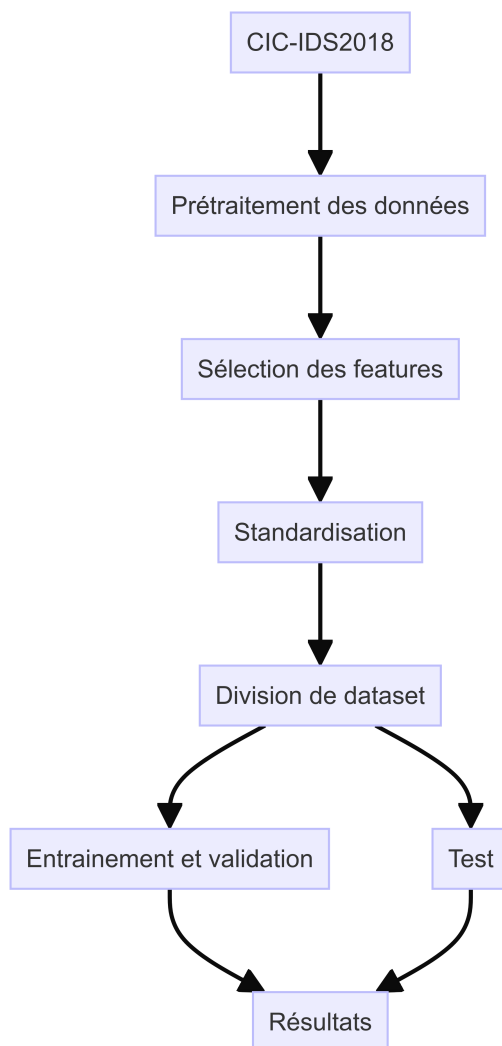 CIC-IDS2018
Prétraitement des données
Sélection des features
Standardisation
Division de dataset
Entrainement et validation
Test
Résultats